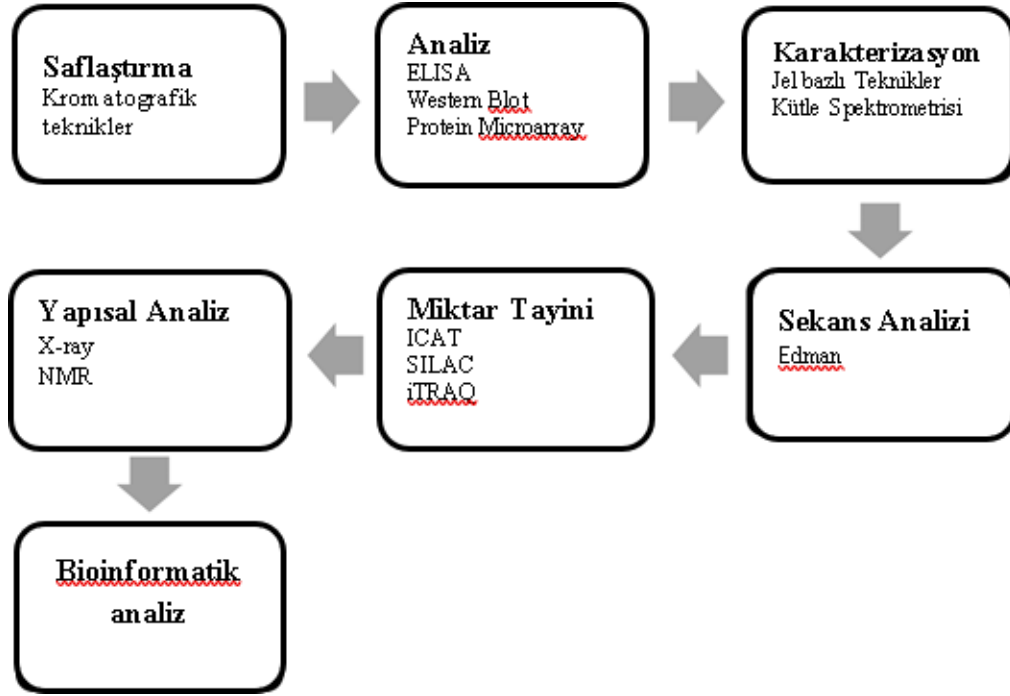 Saflaştırma
Kromatografik
teknikler
Analiz
ELISA
Western Blot
Protein Microarray
Karakterizasyon
Jel bazlı Teknikler
Kütle Spektrometrisi
Sekans Analizi
Edman
Miktar Tayini
ICAT
SILAC
iTRAQ
Yapısal Analiz
X-ray
NMR
Bioinformatik
analiz